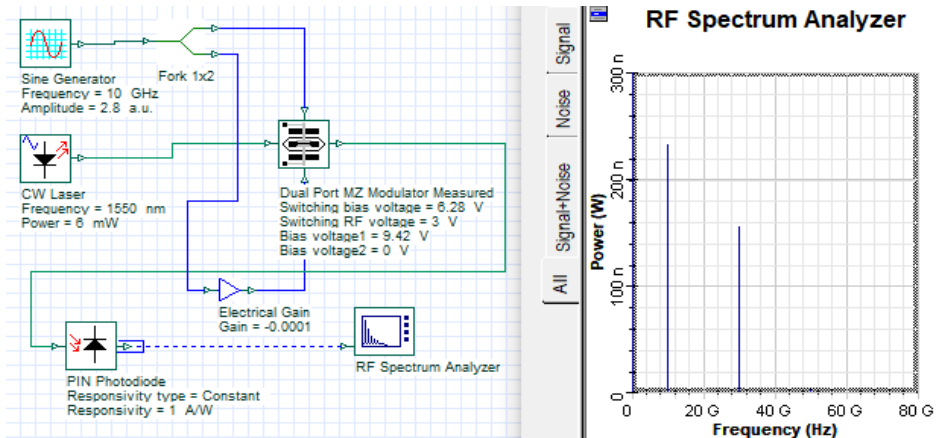 Sine Generator
Frequency = 10 GHz
Amplitude = 2.8 a.u.
Fork 1x2
CW Laser
Frequency = 1550 nm
Power = 6 mW
Dual Port MZ Modulator Measured
Switching bias voltage = 6.28 V
Switching RF voltage = 3 V
Bias voltage1 = 9.42 V
Bias voltage2 = 0 V
Electrical Gain
Gain = -0.0001
PIN Photodiode
Responsivity type = Constant
Responsivity = 1 A/W
RF Spectrum Analyzer
Signal
Noise
Signal+Noise
All
RF Spectrum Analyzer
Power (W)
300 n
200 n
100 n
0
0 20 G 40 G 60 G 80 G
Frequency (Hz)